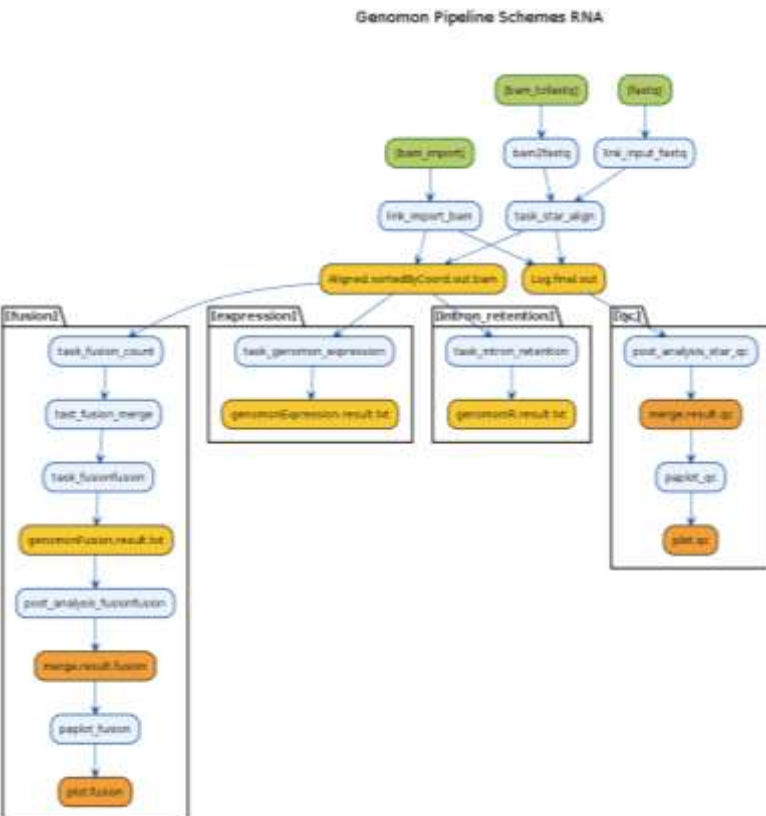 Genomon Pipeline Schemes RNA
[bam_tofastq]
[fastq]
[bam_import]
bam2fastq
link_input_fastq
link_import_bam
task_star_align
Aligned.sortedByCoord.out.bam
Log.final.out
[fusion]
[expression]
[intron_retention]
[qc]
task_fusion_count
task_genomon_expression
task_intron_retention
post_analysis_star_qc
genomonExpression.result.txt
genomonIR.result.txt
merge.result.qc
task_fusionfusion
paplot_qc
genomonFusion.result.txt
plot.qc
post_analysis_fusionfusion
merge.result.fusion
paplot_fusion
plot.fusion